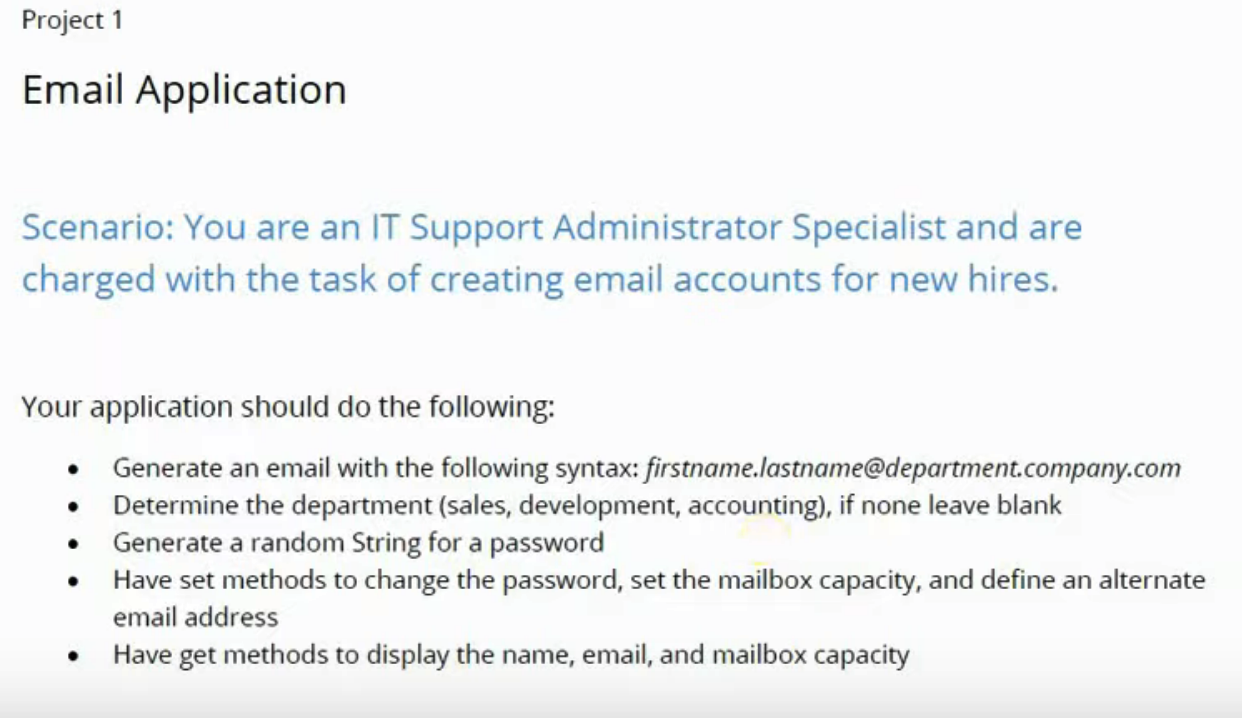 Project 1
Email Application
Scenario: You are an IT Support Administrator Specialist and are
charged with the task of creating email accounts for new hires.
Your application should do the following:
• Generate an email with the following syntax: firstname.lastname@department.company.com
• Determine the department (sales, development, accounting), if none leave blank
• Generate a random String for a password
• Have set methods to change the password, set the mailbox capacity, and define an alternate
email address
• Have get methods to display the name, email, and mailbox capacity